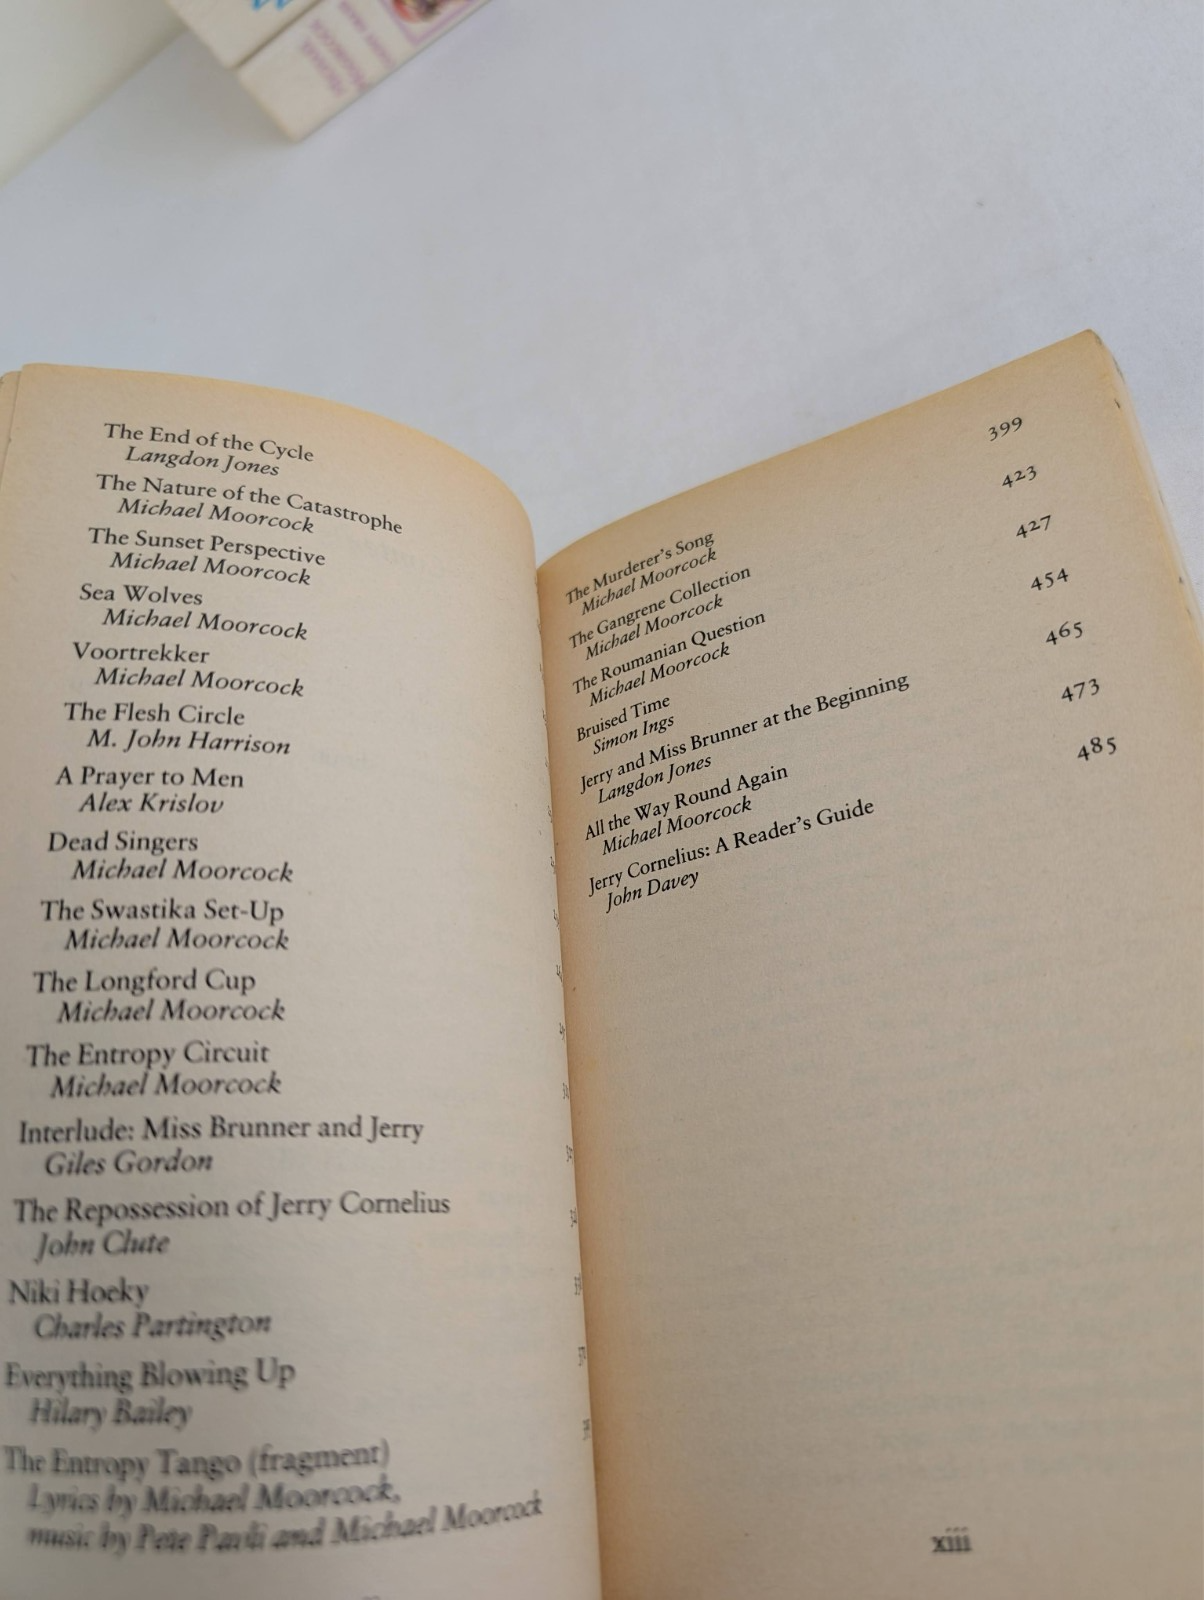 The End of the Cycle
Langdon Jones
The Nature of the Catastrophe
Michael Moorcock
The Sunset Perspective
Michael Moorcock
Sea Wolves
Michael Moorcock
Voortrekker
Michael Moorcock
The Flesh Circle
M. John Harrison
A Prayer to Men
Alex Krislov
Dead Singers
Michael Moorcock
The Swastika Set-Up
Michael Moorcock
The Longford Cup
Michael Moorcock
The Entropy Circuit
Michael Moorcock
Interlude: Miss Brunner and Jerry
Giles Gordon
The Repossession of Jerry Cornelius
John Clute
Niki Hoeky
Charles Partington
Everything Blowing Up
Hilary Bailey
The Entropy Tango (fragment)
Lyrics by Michael Moorcock,
music by Pete Pavli and Michael Moorcock
The Murderer's Song 399
Michael Moorcock
The Gangrene Collection 423
Michael Moorcock
The Roumanian Question 427
Michael Moorcock
Bruised Time 454
Simon Ings
Jerry and Miss Brunner at the Beginning 465
Langdon Jones
All the Way Round Again 473
Michael Moorcock
Jerry Cornelius: A Reader's Guide 485
John Davey
xiii